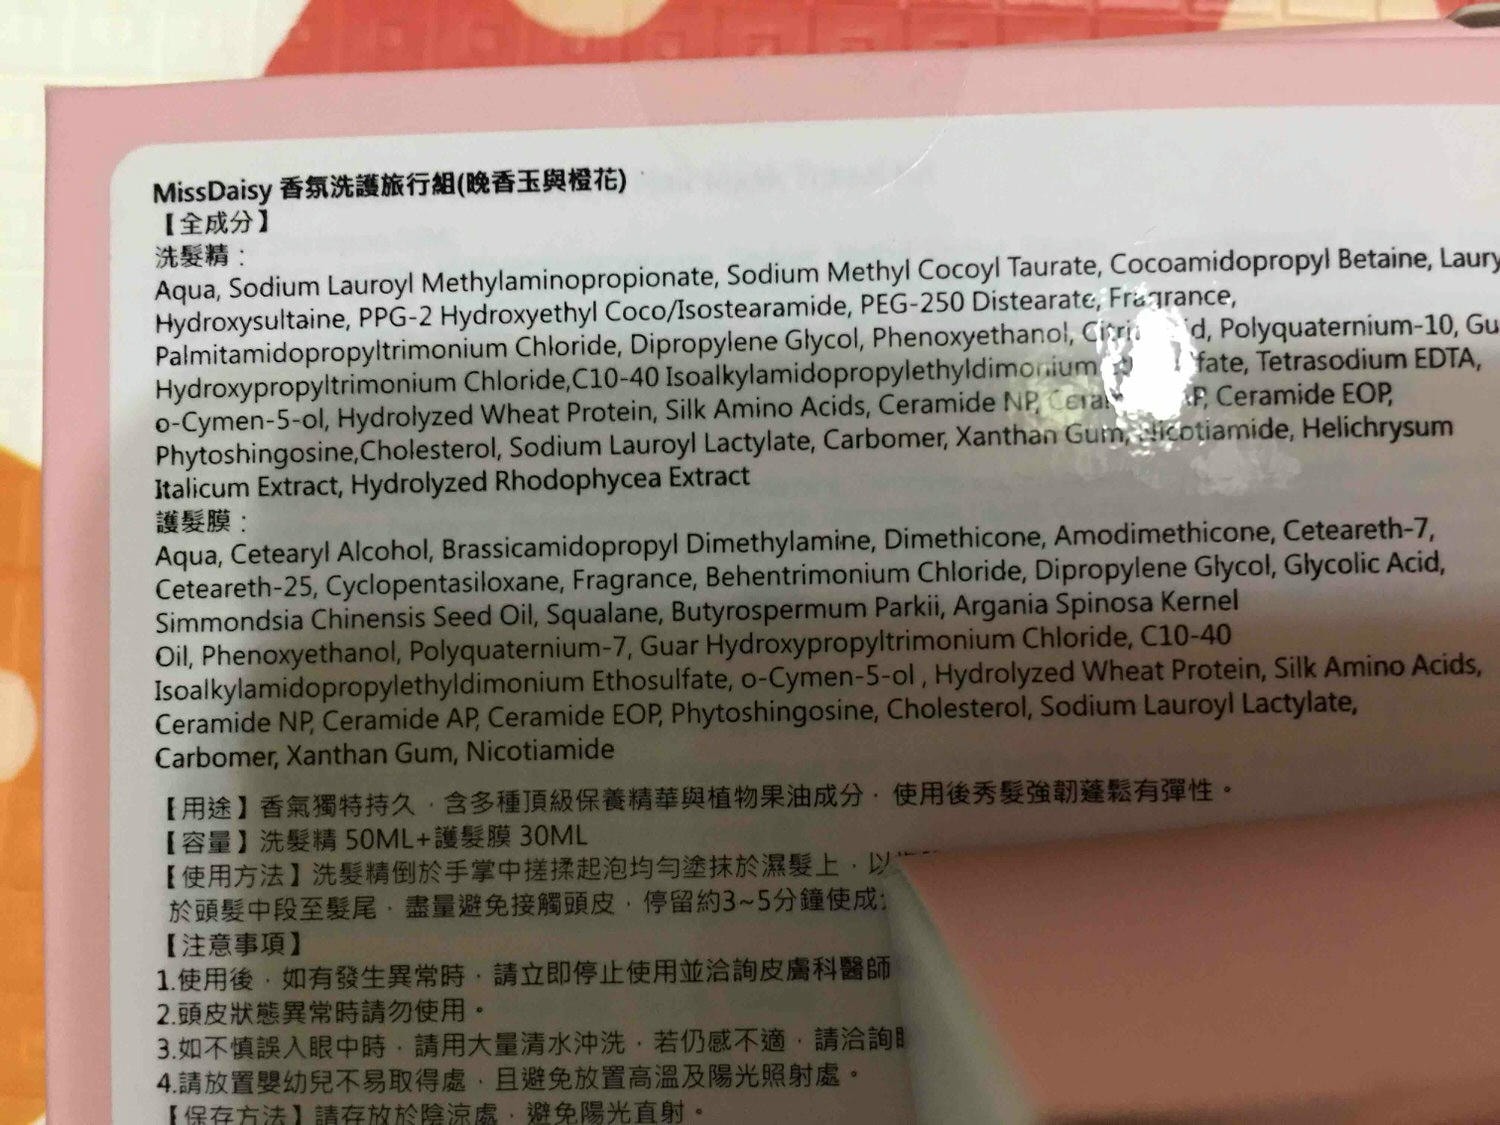 MissDaisy 香氛洗護旅行組(晚香玉與橙花)
【全成分】
洗髮精：
Aqua, Sodium Lauroyl Methylaminopropionate, Sodium Methyl Cocoyl Taurate, Cocoamidopropyl Betaine,
Hydroxysultaine, PPG-2 Hydroxyethyl Coco/Isostearamide, PEG-250 Distearate, Fragrance,
Palmitamidopropyltrimonium Chloride, Dipropylene Glycol, Phenoxyethanol, Polyquaternium-10,
Hydroxypropyltrimonium Chloride,C10-40 Isoalkylamidopropylethyldimonium Tetrasodium EDTA,
o-Cymen-5-ol, Hydrolyzed Wheat Protein, Silk Amino Acids, Ceramide NP, Ceramide EOP,
Phytoshingosine,Cholesterol, Sodium Lauroyl Lactylate, Carbomer, Xanthan Gum, Nicotiamide, Helichrysum
Italicum Extract, Hydrolyzed Rhodophycea Extract
護髮膜：
Aqua, Cetearyl Alcohol, Brassicamidopropyl Dimethylamine, Dimethicone, Amodimethicone, Ceteareth-7,
Ceteareth-25, Cyclopentasiloxane, Fragrance, Behentrimonium Chloride, Dipropylene Glycol, Glycolic Acid,
Simmondsia Chinensis Seed Oil, Squalane, Butyrospermum Parkii, Argania Spinosa Kernel
Oil, Phenoxyethanol, Polyquaternium-7, Guar Hydroxypropyltrimonium Chloride, C10-40
Isoalkylamidopropylethyldimonium Ethosulfate, o-Cymen-5-ol , Hydrolyzed Wheat Protein, Silk Amino Acids,
Ceramide NP, Ceramide AP, Ceramide EOP, Phytoshingosine, Cholesterol, Sodium Lauroyl Lactylate,
Carbomer, Xanthan Gum, Nicotiamide
【用途】香氣獨特持久，含多種頂級保養精華與植物果油成分，使用後秀髮強韌蓬鬆有彈性。
【容量】洗髮精 50ML+護髮膜 30ML
【使用方法】洗髮精倒於手掌中搓揉起泡均勻塗抹於濕髮上，以
於頭髮中段至髮尾，盡量避免接觸頭皮，停留約3~5分鐘使成
【注意事項】
1.使用後，如有發生異常時，請立即停止使用並洽詢皮膚科醫師
2.頭皮狀態異常時請勿使用。
3.如不慎誤入眼中時，請用大量清水沖洗，若仍感不適，請洽詢
4.請放置嬰幼兒不易取得處，且避免放置高溫及陽光照射處。
【保存方法】請存放於陰涼處，避免陽光直射。